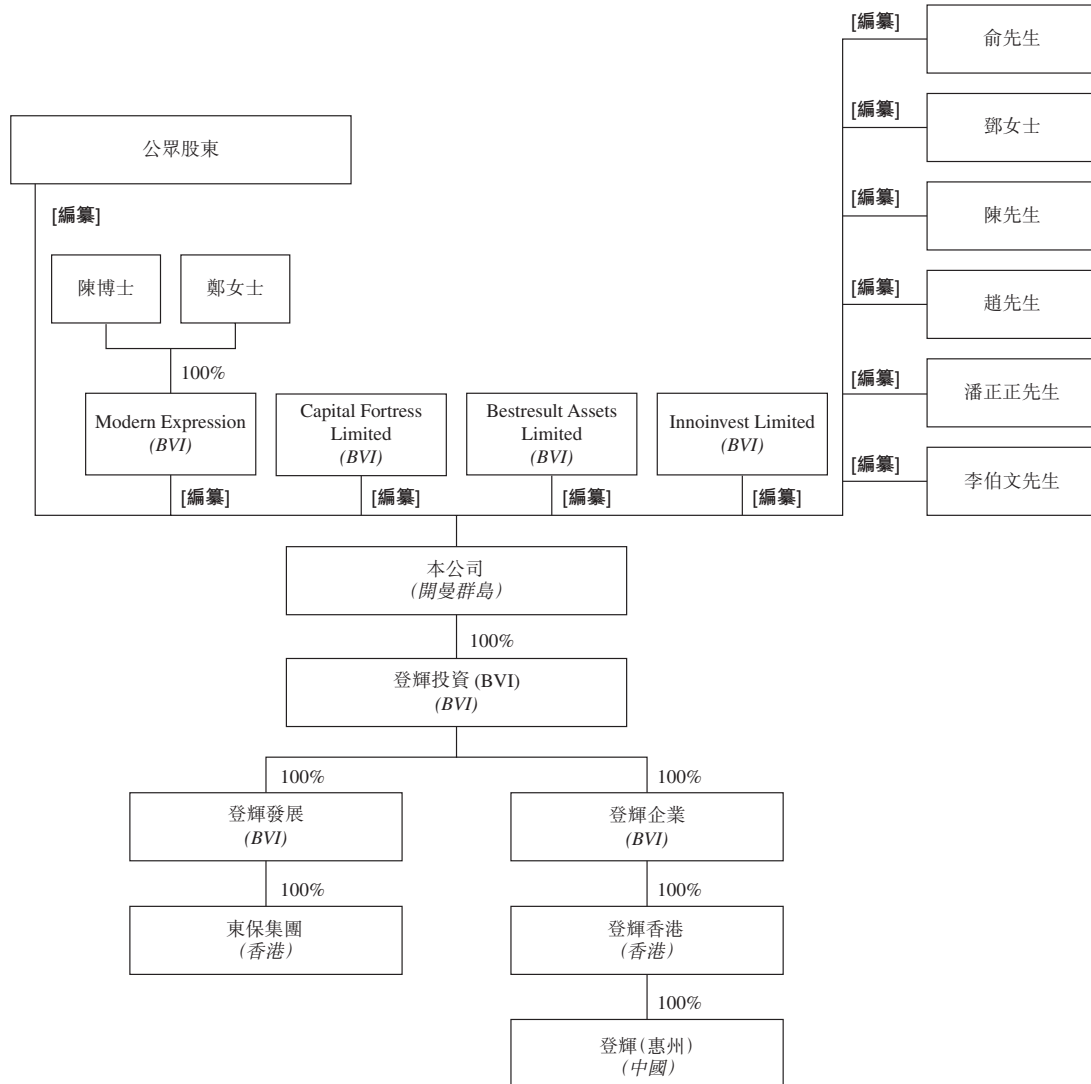 [編纂]
俞先生
[編纂]
鄧女士
公眾股東
[編纂]
陳先生
[編纂]
陳博士
鄭女士
[編纂]
趙先生
100%
[編纂]
潘正正先生
Modern Expression
(BVI)
Capital Fortress
Limited
(BVI)
Bestresult Assets
Limited
(BVI)
Innoinvest Limited
(BVI)
[編纂]
李伯文先生
[編纂]
[編纂]
[編纂]
[編纂]
本公司
(開曼群島)
100%
登輝投資 (BVI)
(BVI)
100%
100%
登輝發展
(BVI)
登輝企業
(BVI)
100%
100%
東保集團
(香港)
登輝香港
(香港)
100%
登輝(惠州)
(中國)